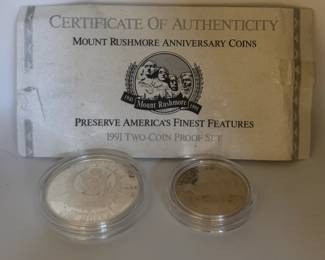 CERTIFICATE OF AUTHENTICITY
MOUNT RUSHMORE ANNIVERSARY COINS
Mount Rushmore
PRESERVE AMERICA'S FINEST FEATURES
1991 TWO-COIN PROOF SET